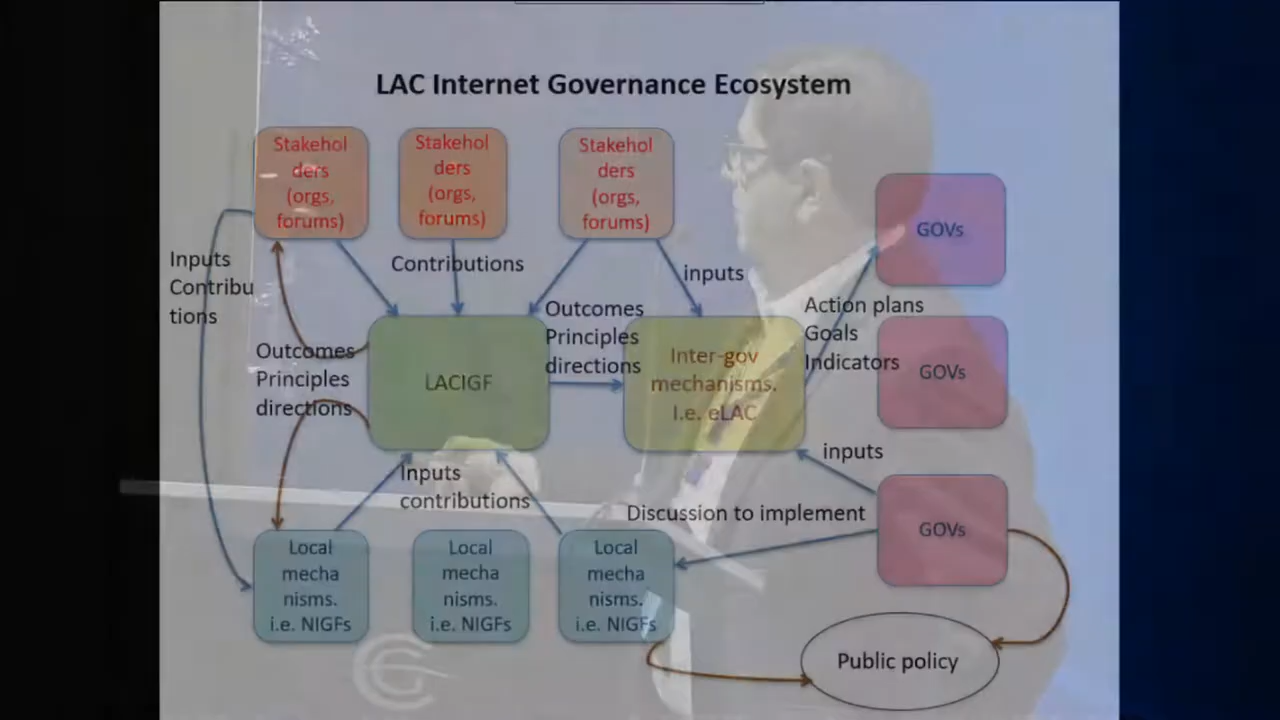 LAC Internet Governance Ecosystem
Stakehol
ders
(orgs,
forums)
Stakehol
ders
(orgs,
forums)
Stakehol
ders
(orgs,
forums)
GOVs
Inputs
Contribu
tions
Contributions
inputs
Outcomes
Principles
directions
Action plans
Goals
Indicators
Outcomes
Principles
directions
LACIGF
Inter-gov
mechanisms.
I.e. eLAC
GOVs
inputs
Inputs
contributions
Discussion to implement
GOVs
Local
mecha
nisms.
i.e. NIGFs
Local
mecha
nisms.
i.e. NIGFs
Local
mecha
nisms.
i.e. NIGFs
Public policy